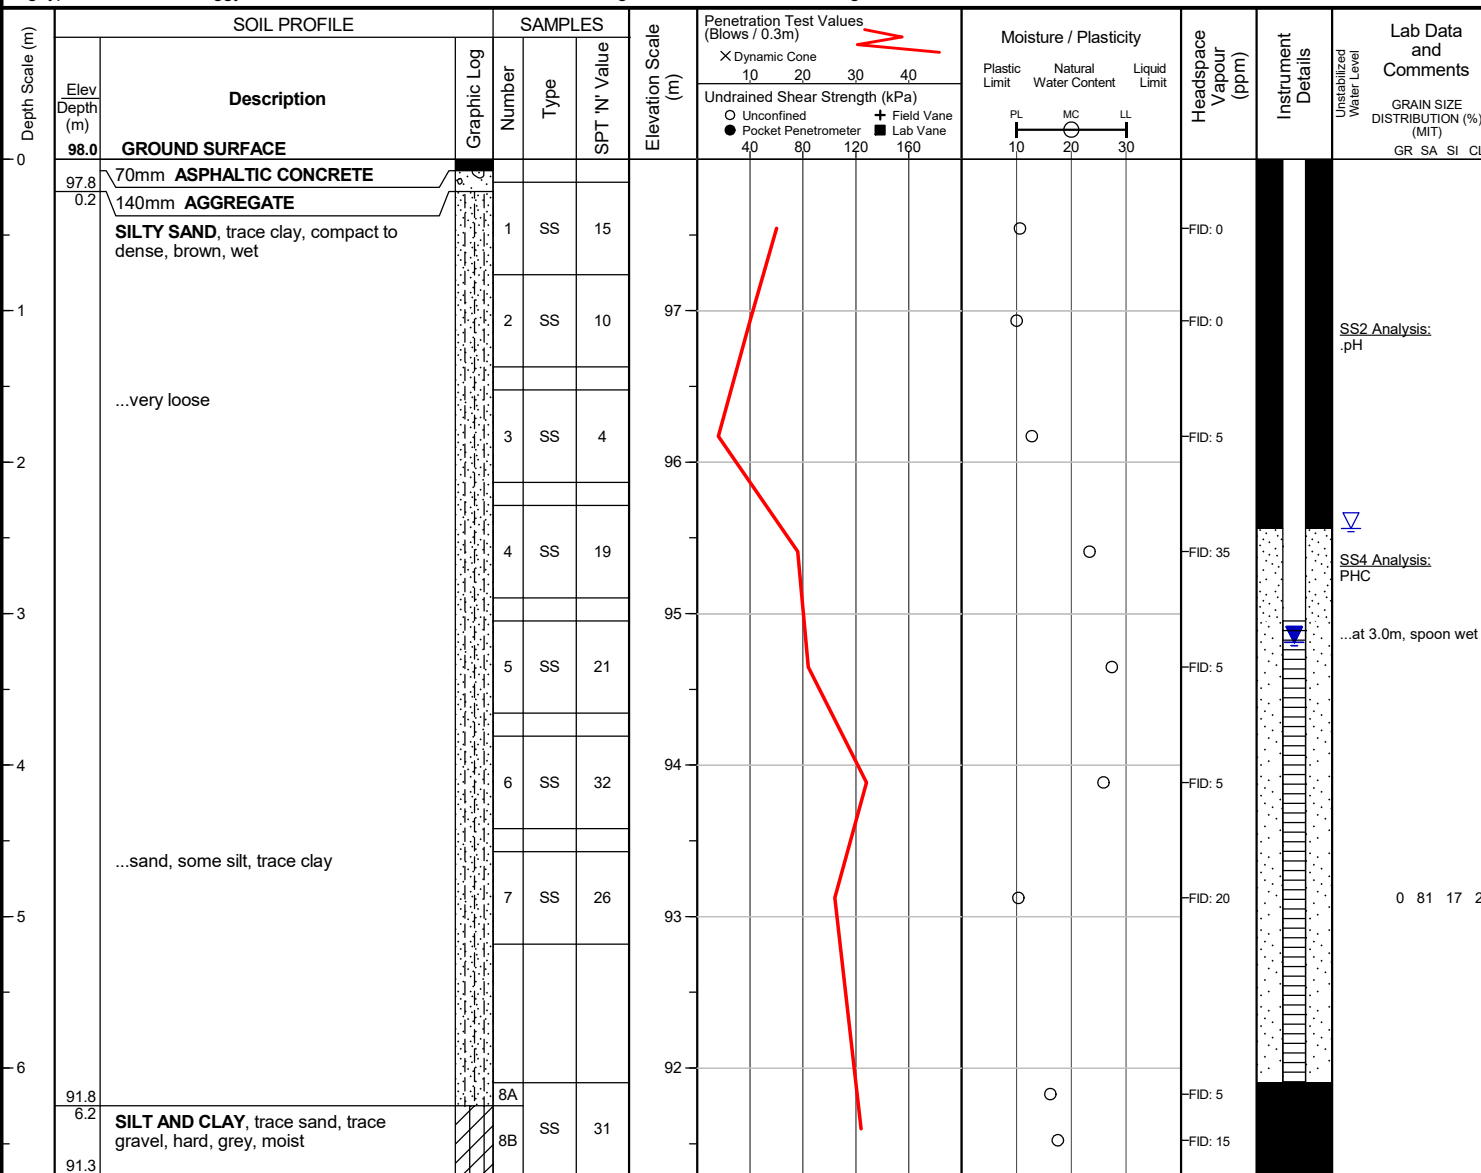 SOIL PROFILE
SAMPLES
Depth Scale (m)
Elev
Depth
(m)
Description
Graphic Log
Number
Type
SPT 'N' Value
Elevation Scale
(m)
Penetration Test Values
(Blows / 0.3m)
X Dynamic Cone
10 20 30 40
Undrained Shear Strength (kPa)
Unconfined
Field Vane
Pocket Penetrometer
Lab Vane
40 80 120 160
Moisture / Plasticity
Plastic
Limit
Natural
Water Content
Liquid
Limit
PL MC LL
10 20 30
Headspace
Vapour
(ppm)
Instrument
Details
Unstabilized
Water Level
Lab Data
and
Comments
GRAIN SIZE
DISTRIBUTION (%)
(MIT)
GR SA SI CL
98.0 GROUND SURFACE
0
97.8
0.2
70mm ASPHALTIC CONCRETE
140mm AGGREGATE
SILTY SAND, trace clay, compact to
dense, brown, wet
1 SS 15
FID: 0
1
2 SS 10
97
FID: 0
SS2 Analysis:
.pH
...very loose
3 SS 4
FID: 5
2
96
4 SS 19
FID: 35
SS4 Analysis:
PHC
3
95
...at 3.0m, spoon wet
5 SS 21
FID: 5
4
94
6 SS 32
FID: 5
...sand, some silt, trace clay
7 SS 26
FID: 20
0 81 17 2
5
93
6
92
91.8
6.2
8A
FID: 5
SILT AND CLAY, trace sand, trace
gravel, hard, grey, moist
SS 31
8B
FID: 15
91.3